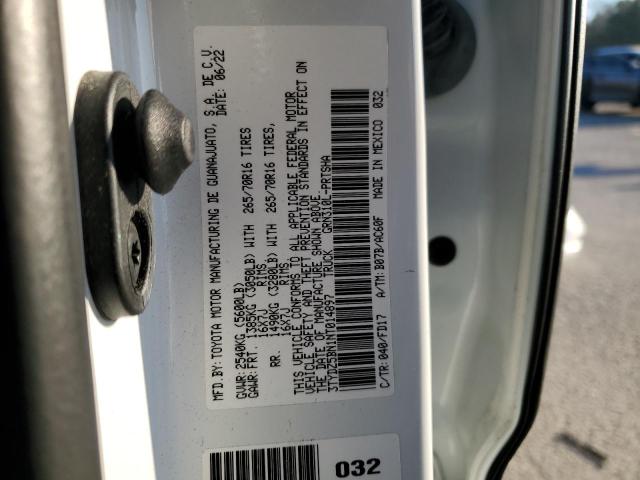 MFD.BY: TOYOTA MOTOR MANUFACTURING DE GUANAJUATO, S.A. DE C.V.
DATE: 06/22
GVWR: 2540KG (5600LB)
GAWR: FRT. 1385KG (3050LB) WITH 265/70R16 TIRES
16X7J RIMS,
RR. 1490KG (3280LB) WITH 265/70R16 TIRES,
16X7J RIMS,
THIS VEHICLE CONFORMS TO ALL APPLICABLE FEDERAL MOTOR
VEHICLE SAFETY AND THEFT PREVENTION STANDARDS IN EFFECT ON
THE DATE OF MANUFACTURE SHOWN ABOVE.
3TYDZ5BN1NT014897 TRUCK GRN310L-PRTSHA
C/TR: 040/FD17 A/TM: B07B/AC60F MADE IN MEXICO 032
032